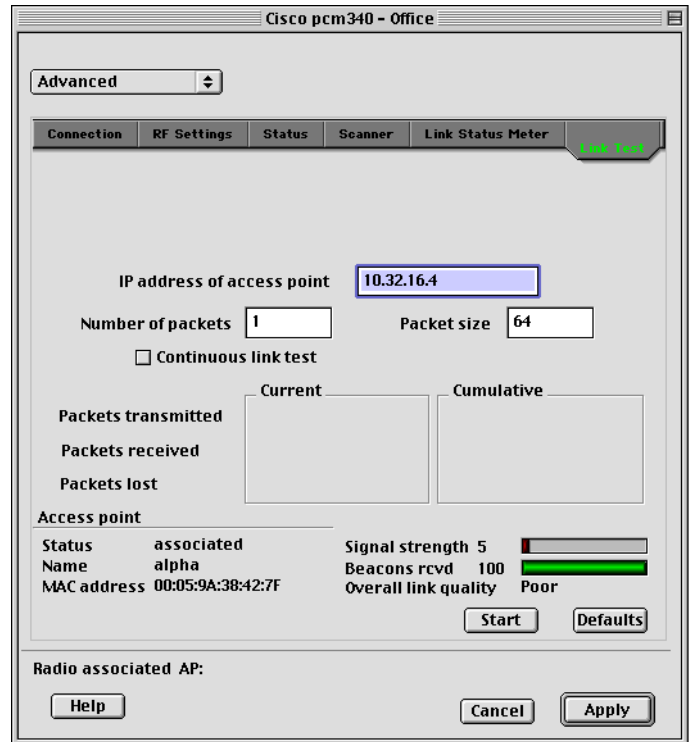 Cisco pcm340 - Office
Advanced
Connection RF Settings Status Scanner Link Status Meter Link Test
IP address of access point 10.32.16.4
Number of packets 1 Packet size 64
Continuous link test
Current Cumulative
Packets transmitted
Packets received
Packets lost
Access point
Status associated Signal strength 5
Name alpha Beacons rcvd 100
MAC address 00:05:9A:38:42:7F Overall link quality Poor
Start Defaults
Radio associated AP:
Help Cancel Apply